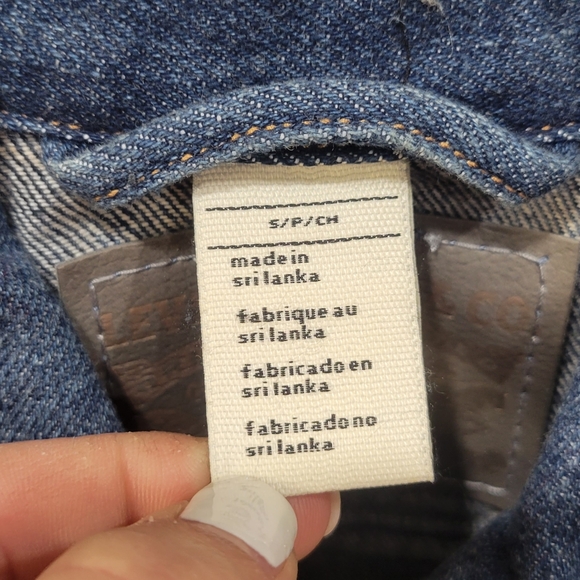 S/P/CH
made in
sri lanka
fabrique au
sri lanka
fabricado en
sri lanka
fabricado no
sri lanka